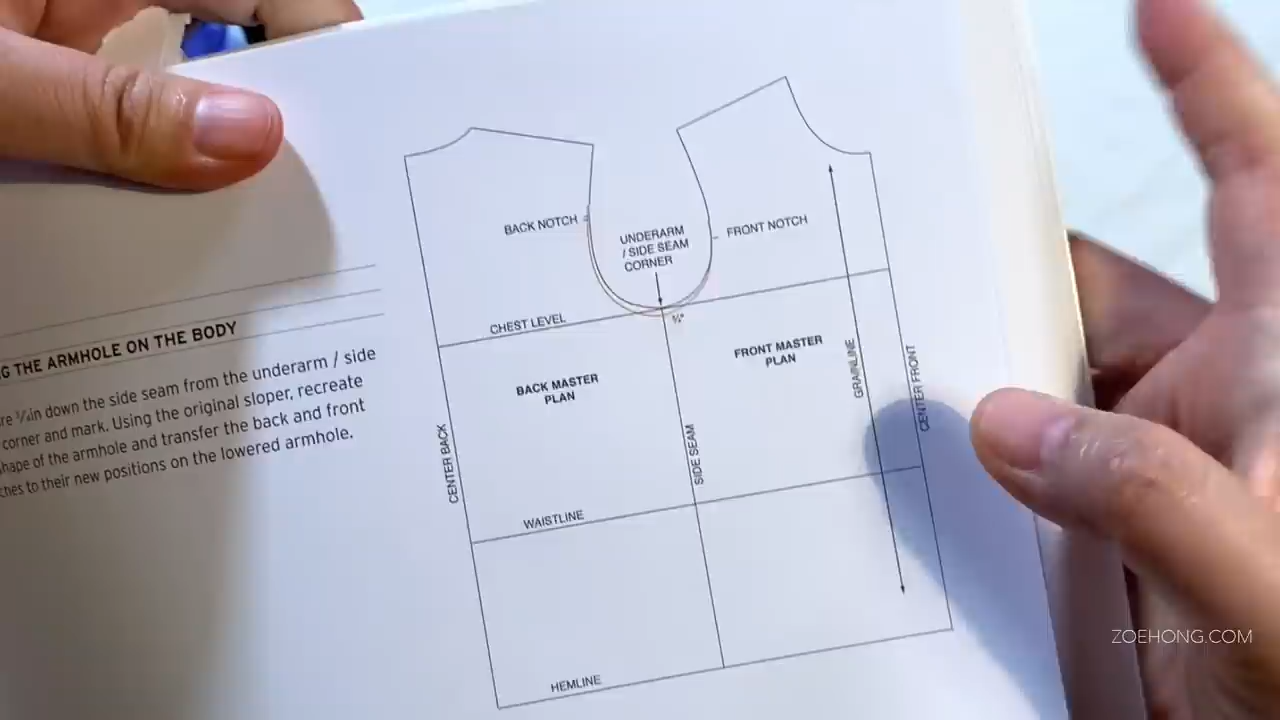 BACK NOTCH
UNDERARM
/ SIDE SEAM
CORNER
FRONT NOTCH
CHEST LEVEL
BACK MASTER
PLAN
FRONT MASTER
PLAN
GRAINLINE
CENTER FRONT
CENTER BACK
SIDE SEAM
WAISTLINE
HEMLINE
G THE ARMHOLE ON THE BODY
in down the side seam from the underarm / side
corner and mark. Using the original sloper, recreate
hape of the armhole and transfer the back and front
ches to their new positions on the lowered armhole.
ZOEHONG.COM